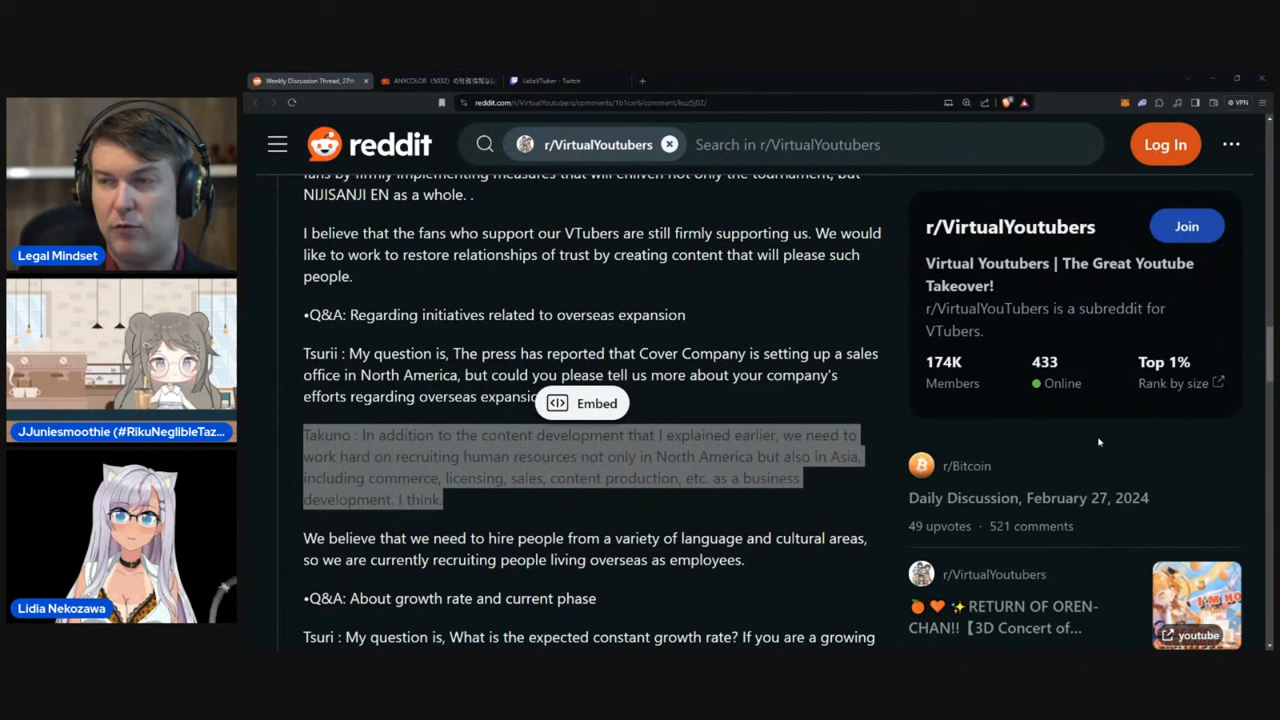 Weekly Discussion Thread, 27th
LidiaVTuber - Twitch
reddit.com/r/VirtualYoutubers/comments/1b1cxr6/comment/kuz5j02/
VPN
reddit
r/VirtualYoutubers
Search in r/VirtualYoutubers
Log In
fans by firmly implementing measures that will enliven not only the tournament, but
NIJISANJI EN as a whole. .
I believe that the fans who support our VTubers are still firmly supporting us. We would
like to work to restore relationships of trust by creating content that will please such
people.
•Q&A: Regarding initiatives related to overseas expansion
Tsurii : My question is, The press has reported that Cover Company is setting up a sales
office in North America, but could you please tell us more about your company's
efforts regarding overseas expansio
Embed
Takuno : In addition to the content development that I explained earlier, we need to
work hard on recruiting human resources not only in North America but also in Asia,
including commerce, licensing, sales, content production, etc. as a business
development. I think.
We believe that we need to hire people from a variety of language and cultural areas,
so we are currently recruiting people living overseas as employees.
•Q&A: About growth rate and current phase
Tsuri : My question is, What is the expected constant growth rate? If you are a growing
r/VirtualYoutubers
Join
Virtual Youtubers | The Great Youtube
Takeover!
r/VirtualYouTubers is a subreddit for
VTubers.
174K
433
Top 1%
Members
Online
Rank by size
r/Bitcoin
Daily Discussion, February 27, 2024
49 upvotes · 521 comments
r/VirtualYoutubers
RETURN OF OREN-
CHAN!!【3D Concert of...
youtube
Legal Mindset
JJuniesmoothie (#RikuNeglibleTaz...
Lidia Nekozawa